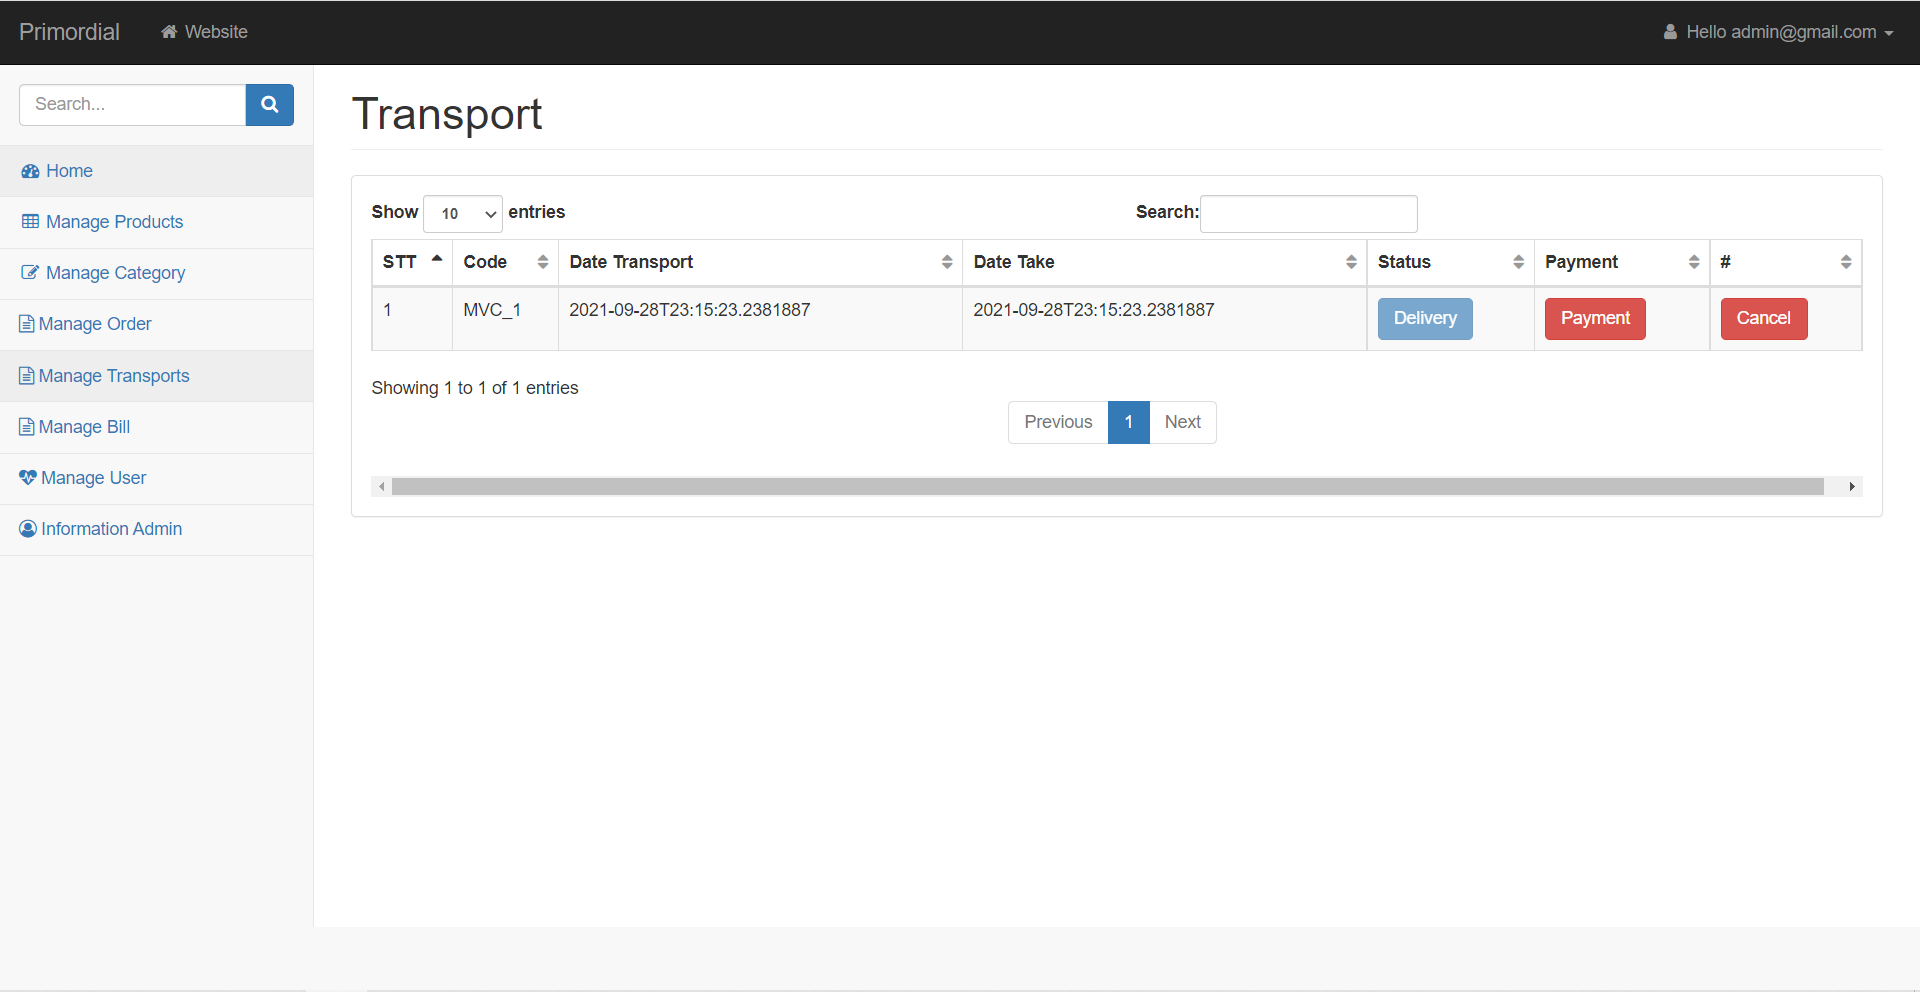 Primordial Website Hello admin@gmail.com
Search...
Home
Manage Products
Manage Category
Manage Order
Manage Transports
Manage Bill
Manage User
Information Admin
Transport
Show 10 entries Search:
STT Code Date Transport Date Take Status Payment #
1 MVC_1 2021-09-28T23:15:23.2381887 2021-09-28T23:15:23.2381887 Delivery Payment Cancel
Showing 1 to 1 of 1 entries
Previous 1 Next